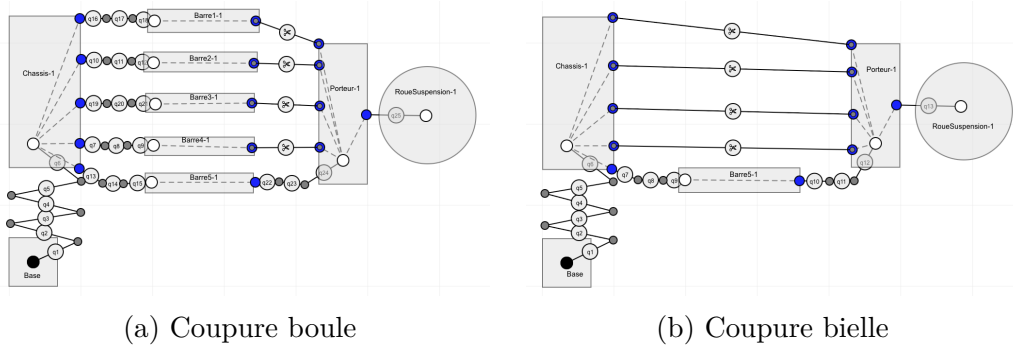 q16 q17 q18 Barre1-1
Chassis-1
q10 q11 Barre2-1
Porteur-1
RoueSuspension-1
q25
q19 q20 Barre3-1
q7 q8 q9 Barre4-1
q6
q13 q14 q15 Barre5-1 q22 q23 q24
q5
q4
q3
q2
q1
Base
(a) Coupure boule
Chassis-1
Porteur-1
q13
RoueSuspension-1
q6
q7 q8 q9 Barre5-1 q10 q11 q12
q5
q4
q3
q2
q1
Base
(b) Coupure bielle